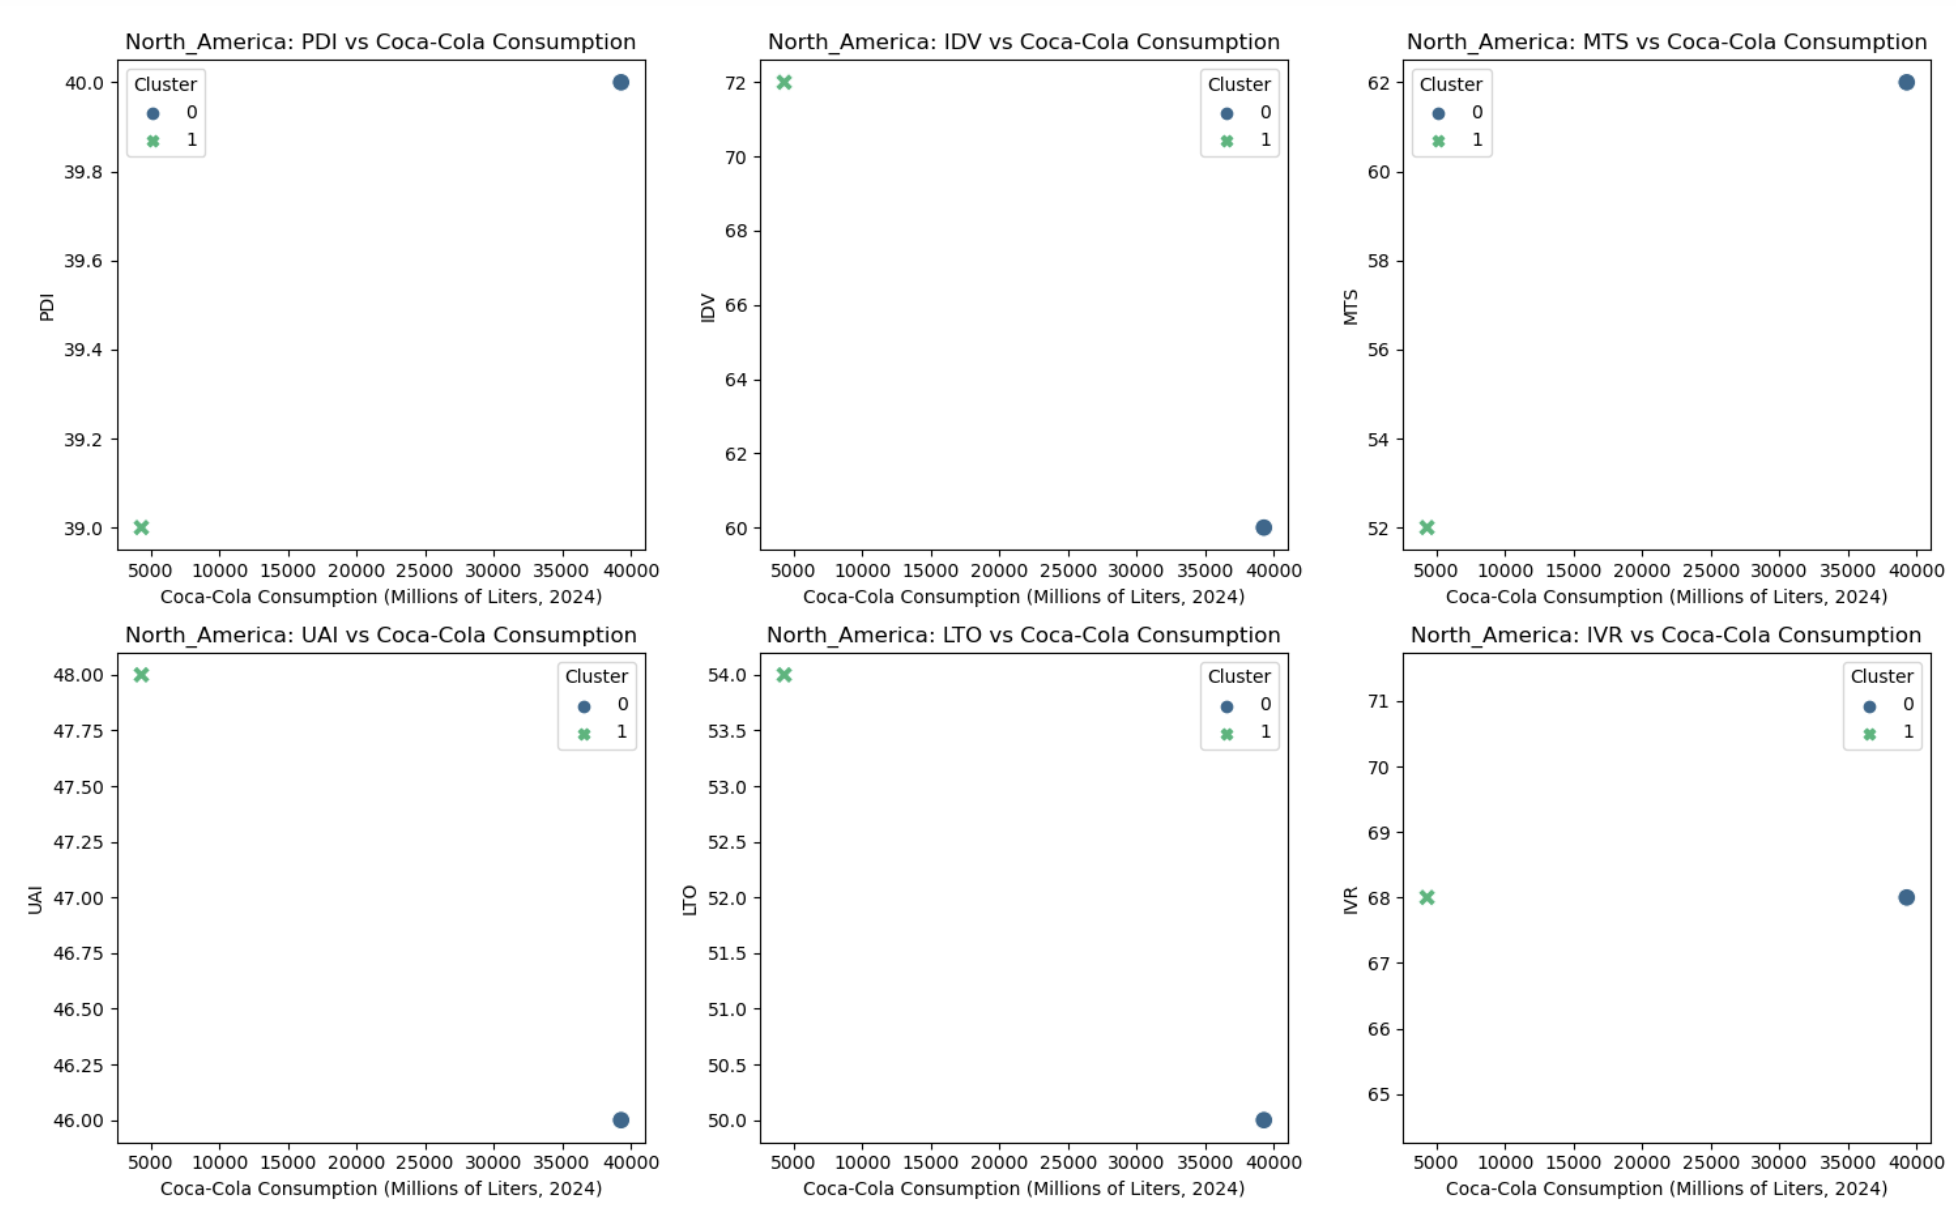 North_America: PDI vs Coca-Cola Consumption
40.0
39.8
39.6
39.4
39.2
39.0
PDI
Cluster
0
1
5000 10000 15000 20000 25000 30000 35000 40000
Coca-Cola Consumption (Millions of Liters, 2024)
North_America: IDV vs Coca-Cola Consumption
72
70
68
66
64
62
60
IDV
Cluster
0
1
5000 10000 15000 20000 25000 30000 35000 40000
Coca-Cola Consumption (Millions of Liters, 2024)
North_America: MTS vs Coca-Cola Consumption
62
60
58
56
54
52
MTS
Cluster
0
1
5000 10000 15000 20000 25000 30000 35000 40000
Coca-Cola Consumption (Millions of Liters, 2024)
North_America: UAI vs Coca-Cola Consumption
48.00
47.75
47.50
47.25
47.00
46.75
46.50
46.25
46.00
UAI
Cluster
0
1
5000 10000 15000 20000 25000 30000 35000 40000
Coca-Cola Consumption (Millions of Liters, 2024)
North_America: LTO vs Coca-Cola Consumption
54.0
53.5
53.0
52.5
52.0
51.5
51.0
50.5
50.0
LTO
Cluster
0
1
5000 10000 15000 20000 25000 30000 35000 40000
Coca-Cola Consumption (Millions of Liters, 2024)
North_America: IVR vs Coca-Cola Consumption
71
70
69
68
67
66
65
IVR
Cluster
0
1
5000 10000 15000 20000 25000 30000 35000 40000
Coca-Cola Consumption (Millions of Liters, 2024)